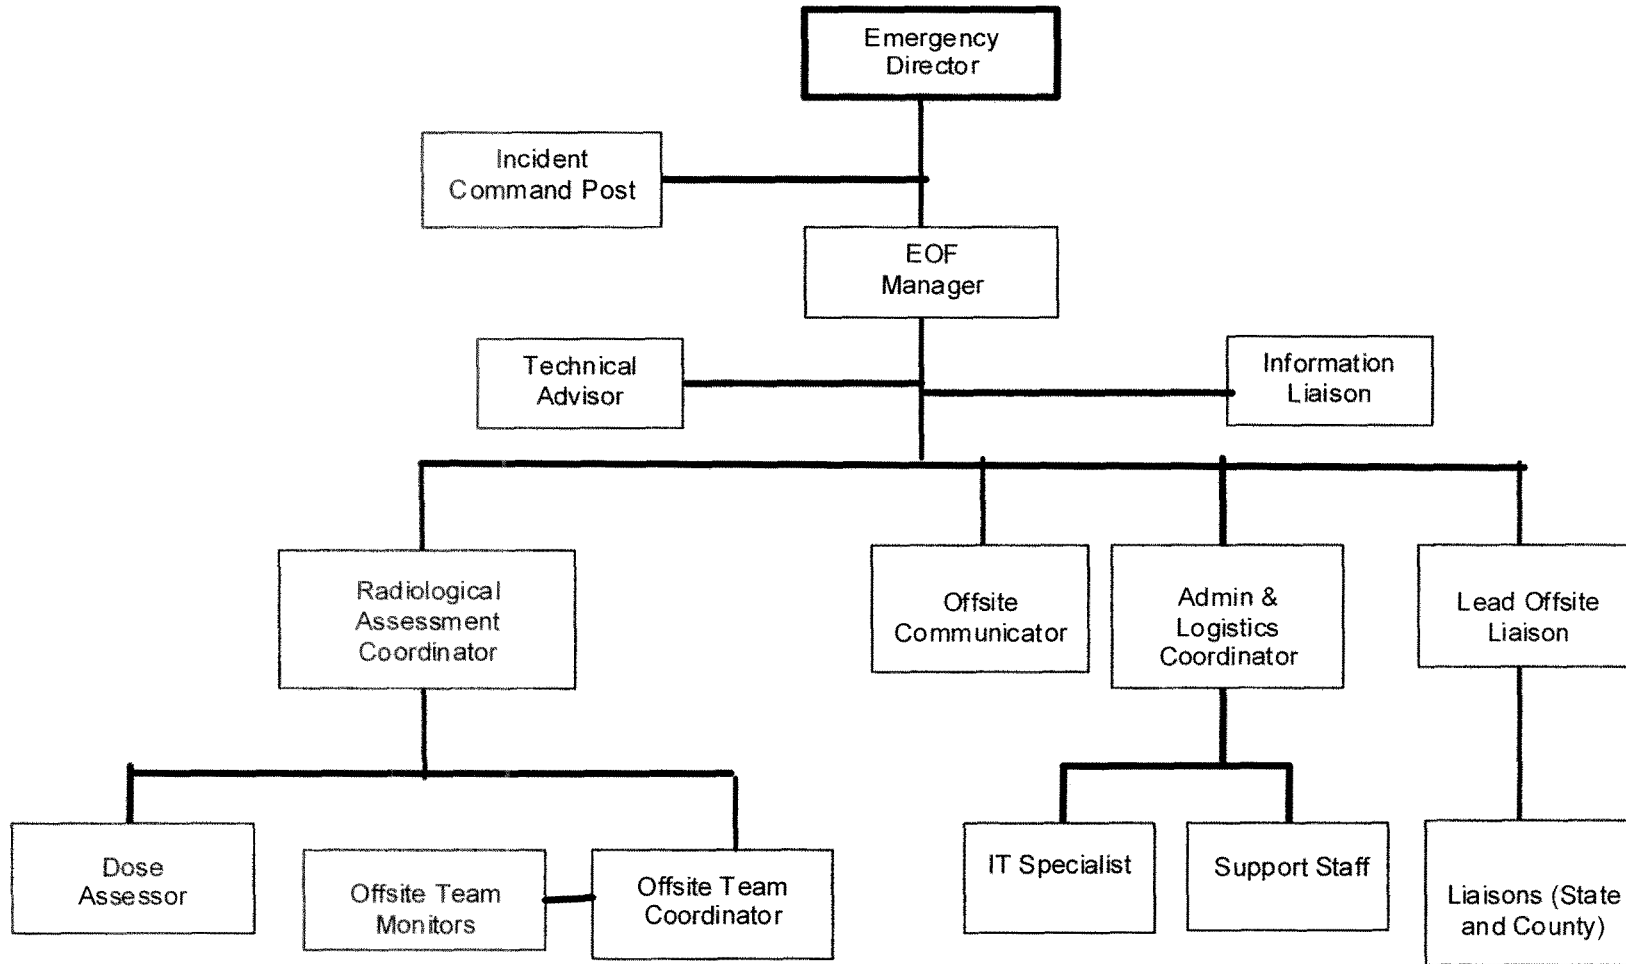 Emergency
Director
Incident
Command Post
EOF
Manager
Technical
Advisor
Information
Liaison
Radiological
Assessment
Coordinator
Offsite
Communicator
Admin &
Logistics
Coordinator
Lead Offsite
Liaison
Dose
Assessor
Offsite Team
Monitors
Offsite Team
Coordinator
IT Specialist
Support Staff
Liaisons (State
and County)